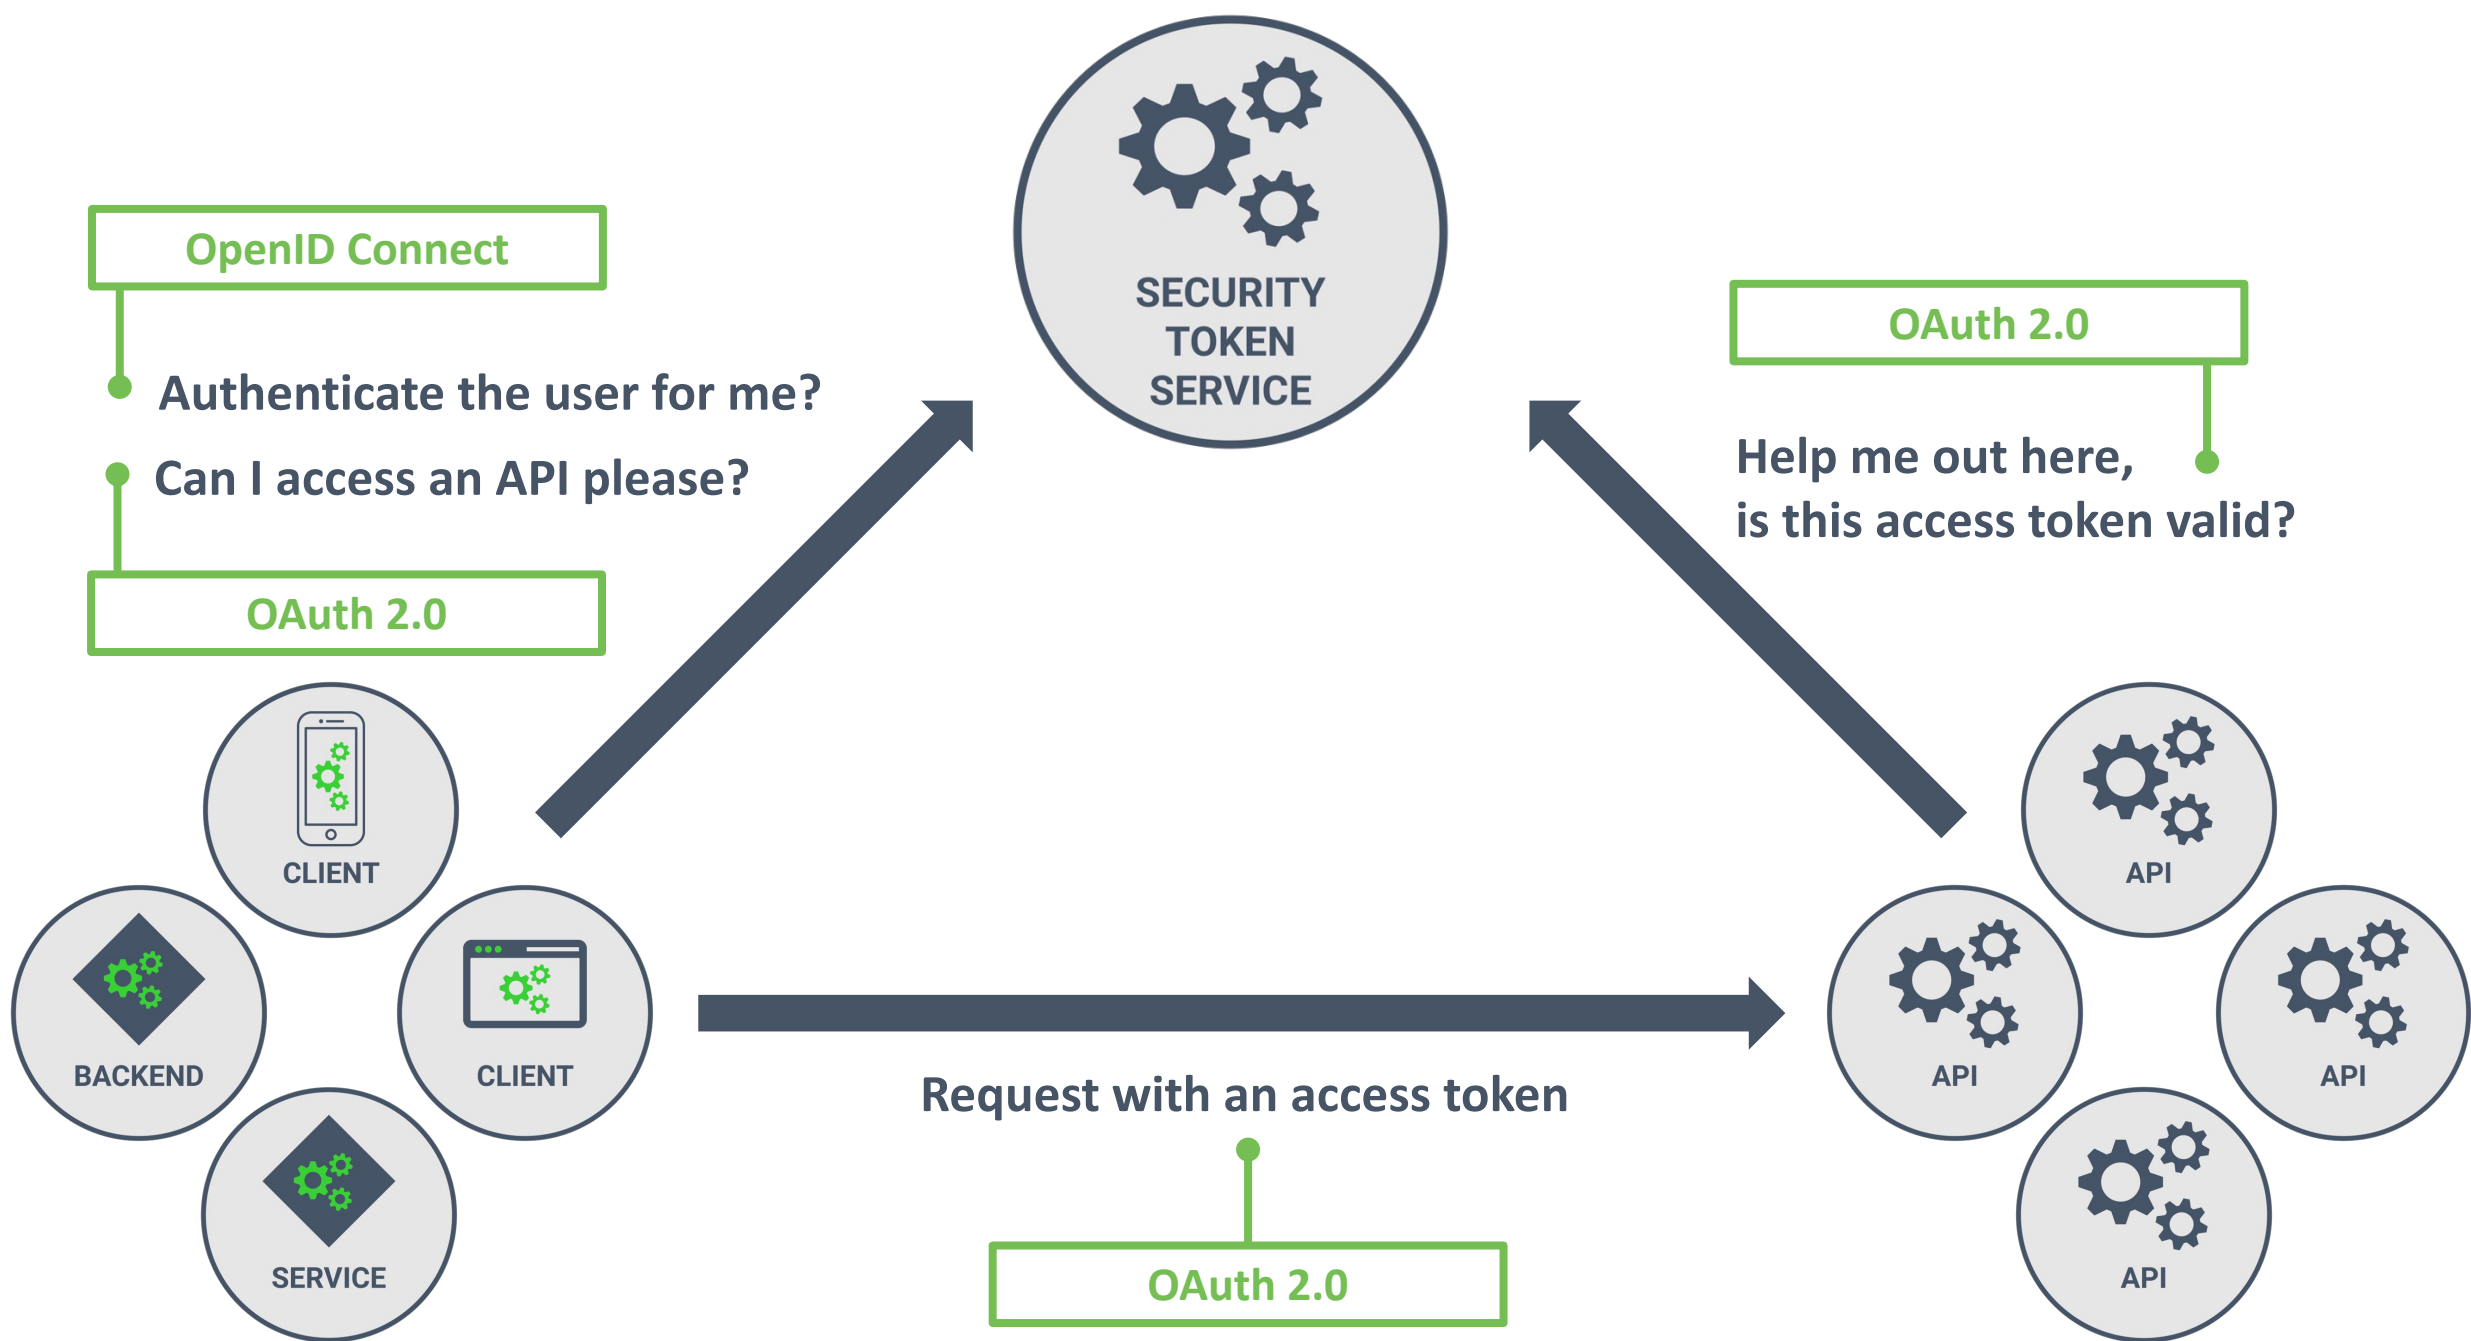 SECURITY
TOKEN
SERVICE
OpenID Connect
Authenticate the user for me?
Can I access an API please?
OAuth 2.0
OAuth 2.0
Help me out here,
is this access token valid?
CLIENT
BACKEND
CLIENT
SERVICE
Request with an access token
OAuth 2.0
API
API
API
API